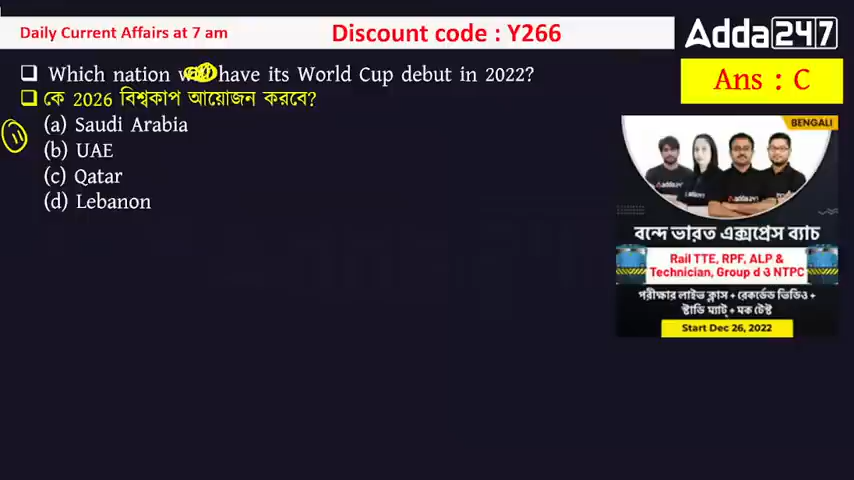 Daily Current Affairs at 7 am
Discount code : Y266
Adda247
❑ Which nation will have its World Cup debut in 2022?
Ans : C
❑ কে 2026 বিশ্বকাপ আয়োজন করবে?
(a) Saudi Arabia
11
(b) UAE
(c) Qatar
(d) Lebanon
BENGALI
বন্দে ভারত এক্সপ্রেস ব্যাচ
Rail TTE, RPF, ALP &
Technician, Group d ও NTPC
পরীক্ষার লাইভ ক্লাস + রেকর্ডেড ভিডিও +
স্টাডি ম্যাট্ + মক টেস্ট
Start Dec 26, 2022